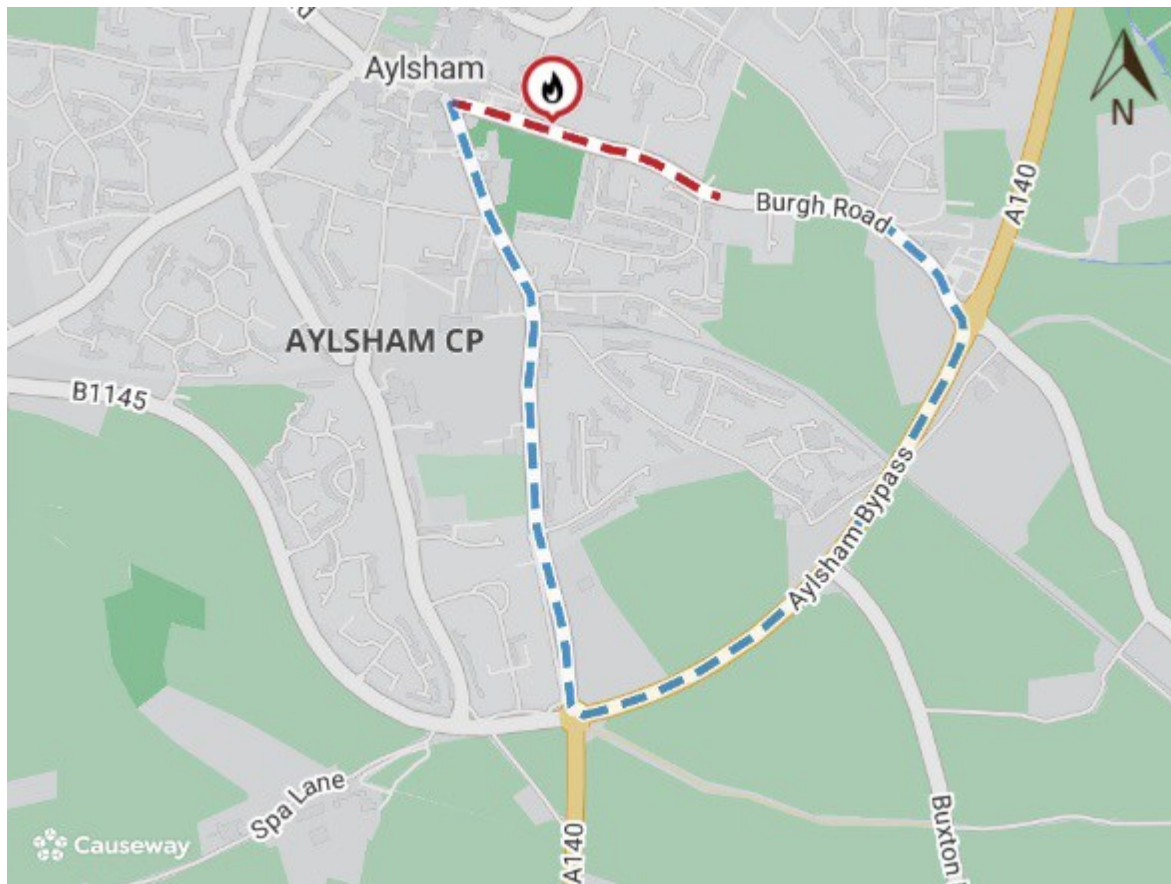 Aylsham
N
A140
Burgh Road
AYLSHAM CP
B1145
Aylsham Bypass
Spa Lane
Buxton
A140
Causeway